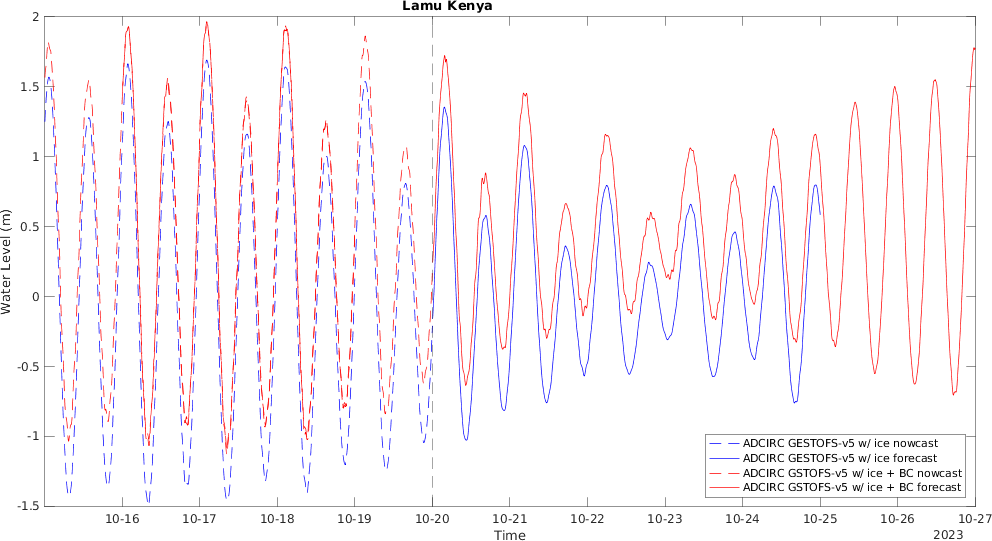 Lamu Kenya
Water Level (m)
2
1.5
1
0.5
0
-0.5
-1
-1.5
ADCIRC GESTOFS-v5 w/ ice nowcast
ADCIRC GESTOFS-v5 w/ ice forecast
ADCIRC GSTOFS-v5 w/ ice + BC nowcast
ADCIRC GSTOFS-v5 w/ ice + BC forecast
10-16 10-17 10-18 10-19 10-20 10-21 10-22 10-23 10-24 10-25 10-26 10-27
Time
2023